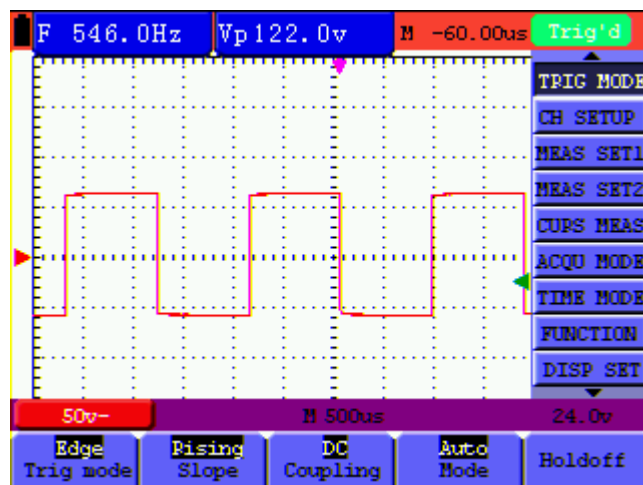 F 546.0Hz Vp122.0v M -60.00us Trig'd
TRIG MODE
CH SETUP
MEAS SET1
MEAS SET2
CURS MEAS
ACQU MODE
TIME MODE
FUNCTION
DISP SET
50v- M 500us 24.0v
Edge Rising DC Auto Holdoff
Trig mode Slope Coupling Mode